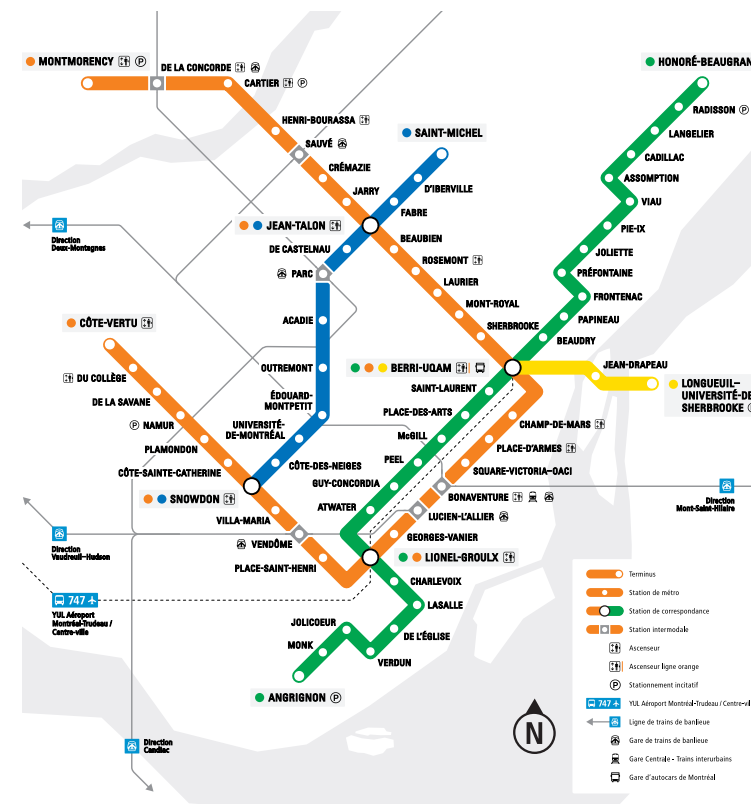 MONTMORENCY P
DE LA CONCORDE
CARTIER P
HENRI-BOURASSA
SAUVÉ
CRÉMAZIE
JARRY
SAINT-MICHEL
D'IBERVILLE
FABRE
JEAN-TALON
DE CASTELNAU
PARC
ACADIE
OUTREMONT
ÉDOUARD-
MONTPETIT
UNIVERSITÉ-
DE-MONTRÉAL
CÔTE-DES-NEIGES
BEAUBIEN
ROSEMONT
LAURIER
MONT-ROYAL
SHERBROOKE
HONORÉ-BEAUGRAN
RADISSON P
LANGELIER
CADILLAC
ASSOMPTION
VIAU
PIE-IX
JOLIETTE
PRÉFONTAINE
FRONTENAC
PAPINEAU
BEAUDRY
BERRI-UQAM
JEAN-DRAPEAU
LONGUEUIL–
UNIVERSITÉ-DE
SHERBROOKE
SAINT-LAURENT
PLACE-DES-ARTS
McGILL
PEEL
GUY-CONCORDIA
ATWATER
CHAMP-DE-MARS
PLACE-D'ARMES
SQUARE-VICTORIA–OACI
BONAVENTURE
LUCIEN-L'ALLIER
GEORGES-VANIER
LIONEL-GROULX
CÔTE-VERTU
DU COLLÈGE
DE LA SAVANE
P NAMUR
PLAMONDON
CÔTE-SAINTE-CATHERINE
SNOWDON
VILLA-MARIA
VENDÔME
PLACE-SAINT-HENRI
CHARLEVOIX
LASALLE
DE L'ÉGLISE
VERDUN
JOLICOEUR
MONK
ANGRIGNON P
Direction
Deux-Montagnes
Direction
Vaudreuil–Hudson
747
YUL Aéroport
Montréal-Trudeau /
Centre-ville
Direction
Candiac
Direction
Mont-Saint-Hilaire
N
Terminus
Station de métro
Station de correspondance
Station intermodale
Ascenseur
Ascenseur ligne orange
P Stationnement incitatif
747 YUL Aéroport Montréal-Trudeau / Centre-vil
Ligne de trains de banlieue
Gare de trains de banlieue
Gare Centrale - Trains interurbains
Gare d'autocars de Montréal